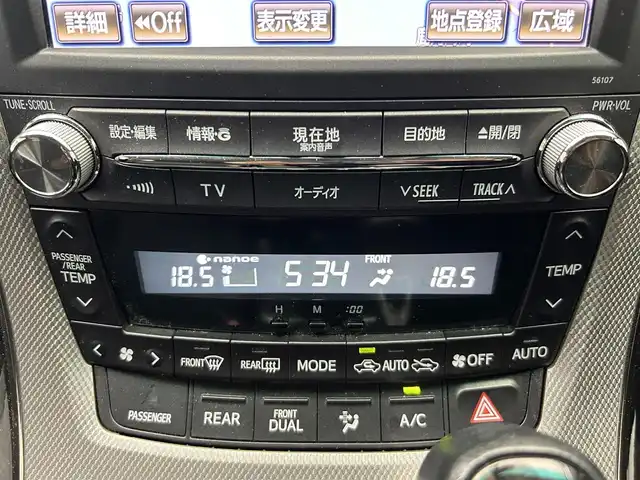 詳細 ◀◀Off 表示変更 地点登録 広域
56107
TUNE·SCROLL PWR·VOL
設定・編集 情報・ 現在地 目的地 ▲開/閉
案内音声
TV オーディオ ∨SEEK TRACK∧
PASSENGER
/REAR
TEMP
nanoe FRONT
18.5 5 34 18.5
TEMP
H M :00
< > FRONT REAR MODE AUTO OFF AUTO
PASSENGER REAR FRONT
DUAL A/C